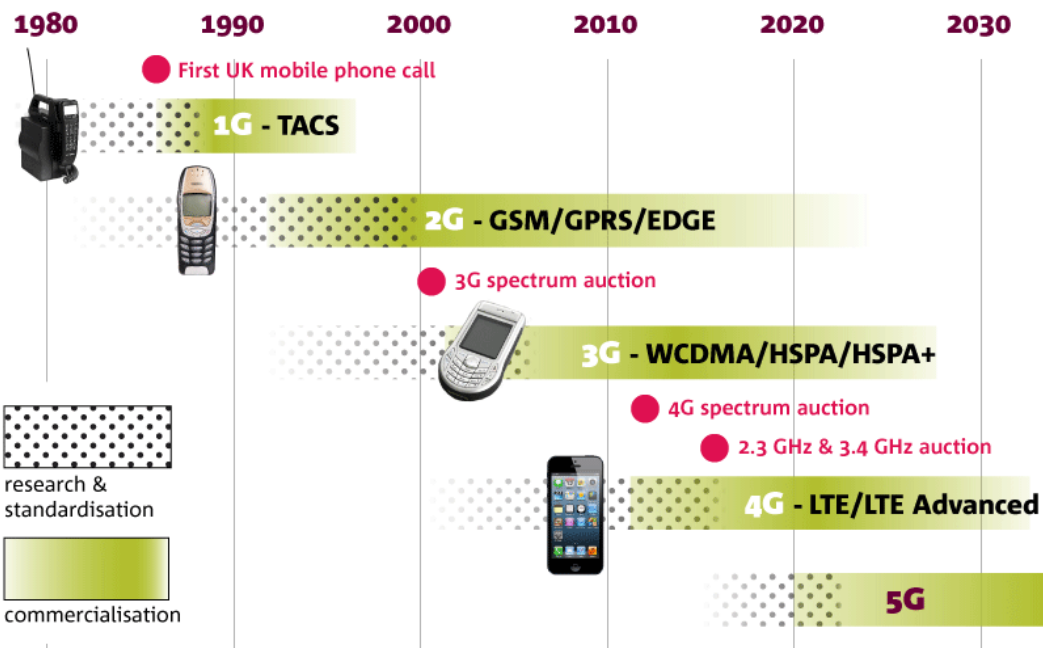 1980 1990 2000 2010 2020 2030
First UK mobile phone call
1G - TACS
2G - GSM/GPRS/EDGE
3G spectrum auction
3G - WCDMA/HSPA/HSPA+
4G spectrum auction
2.3 GHz & 3.4 GHz auction
research &
standardisation
4G - LTE/LTE Advanced
commercialisation
5G